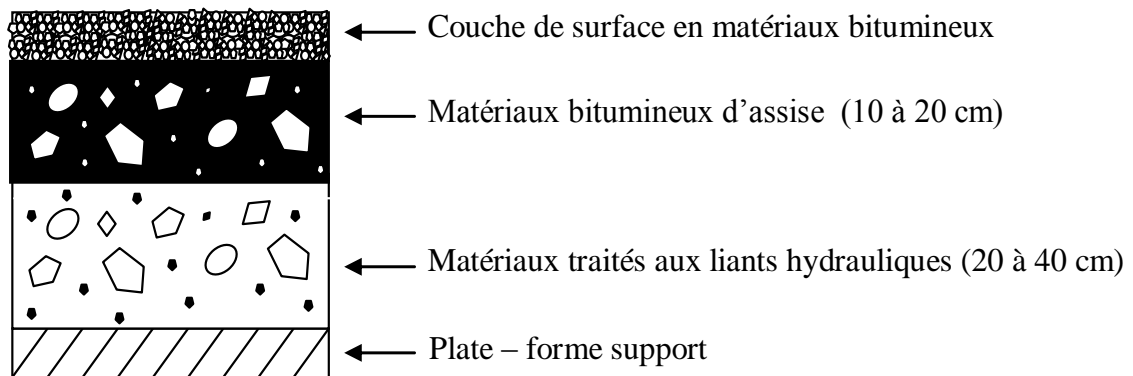 Couche de surface en matériaux bitumineux
Matériaux bitumineux d’assise (10 à 20 cm)
Matériaux traités aux liants hydrauliques (20 à 40 cm)
Plate – forme support